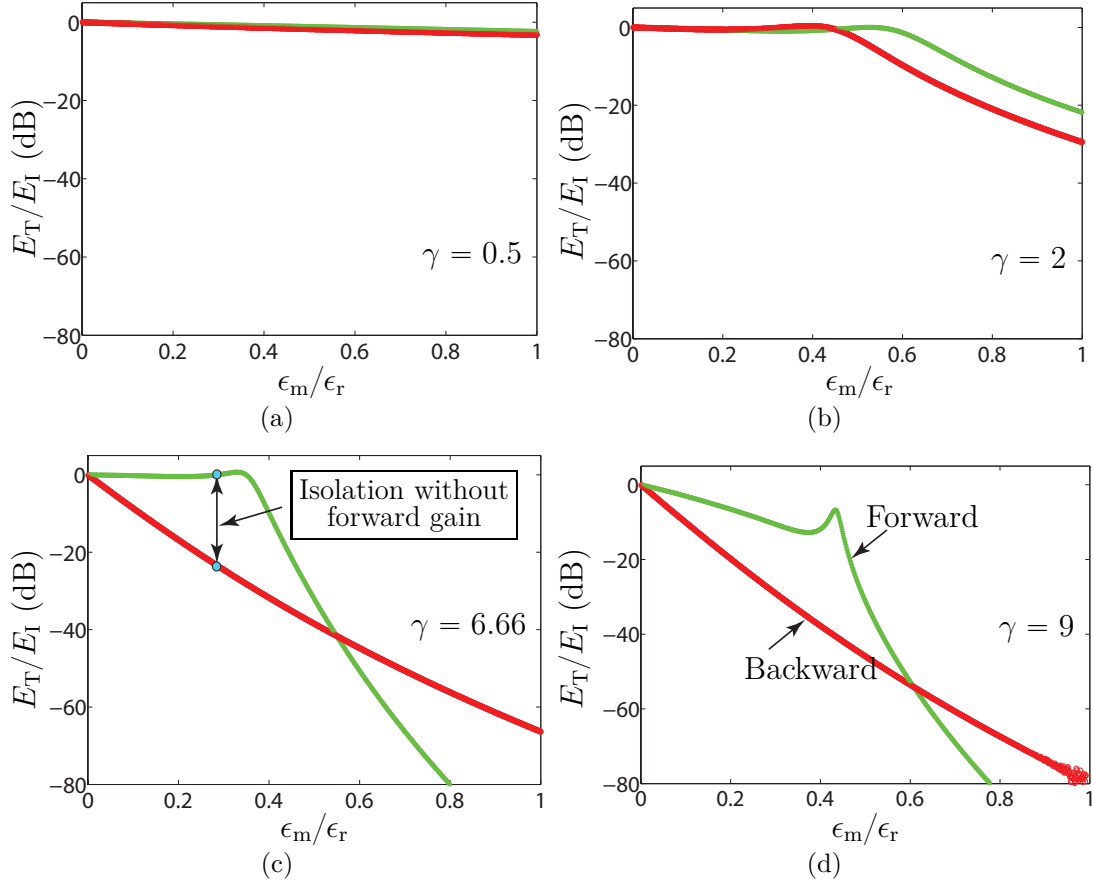 0
−20
−40
−60
−80
E_T/E_I (dB)
γ = 0.5
0 0.2 0.4 0.6 0.8 1
ϵ_m/ϵ_r
(a)
0
−20
−40
−60
−80
E_T/E_I (dB)
γ = 2
0 0.2 0.4 0.6 0.8 1
ϵ_m/ϵ_r
(b)
0
−20
−40
−60
−80
E_T/E_I (dB)
Isolation without
forward gain
γ = 6.66
0 0.2 0.4 0.6 0.8 1
ϵ_m/ϵ_r
(c)
0
−20
−40
−60
−80
E_T/E_I (dB)
Forward
γ = 9
Backward
0 0.2 0.4 0.6 0.8 1
ϵ_m/ϵ_r
(d)